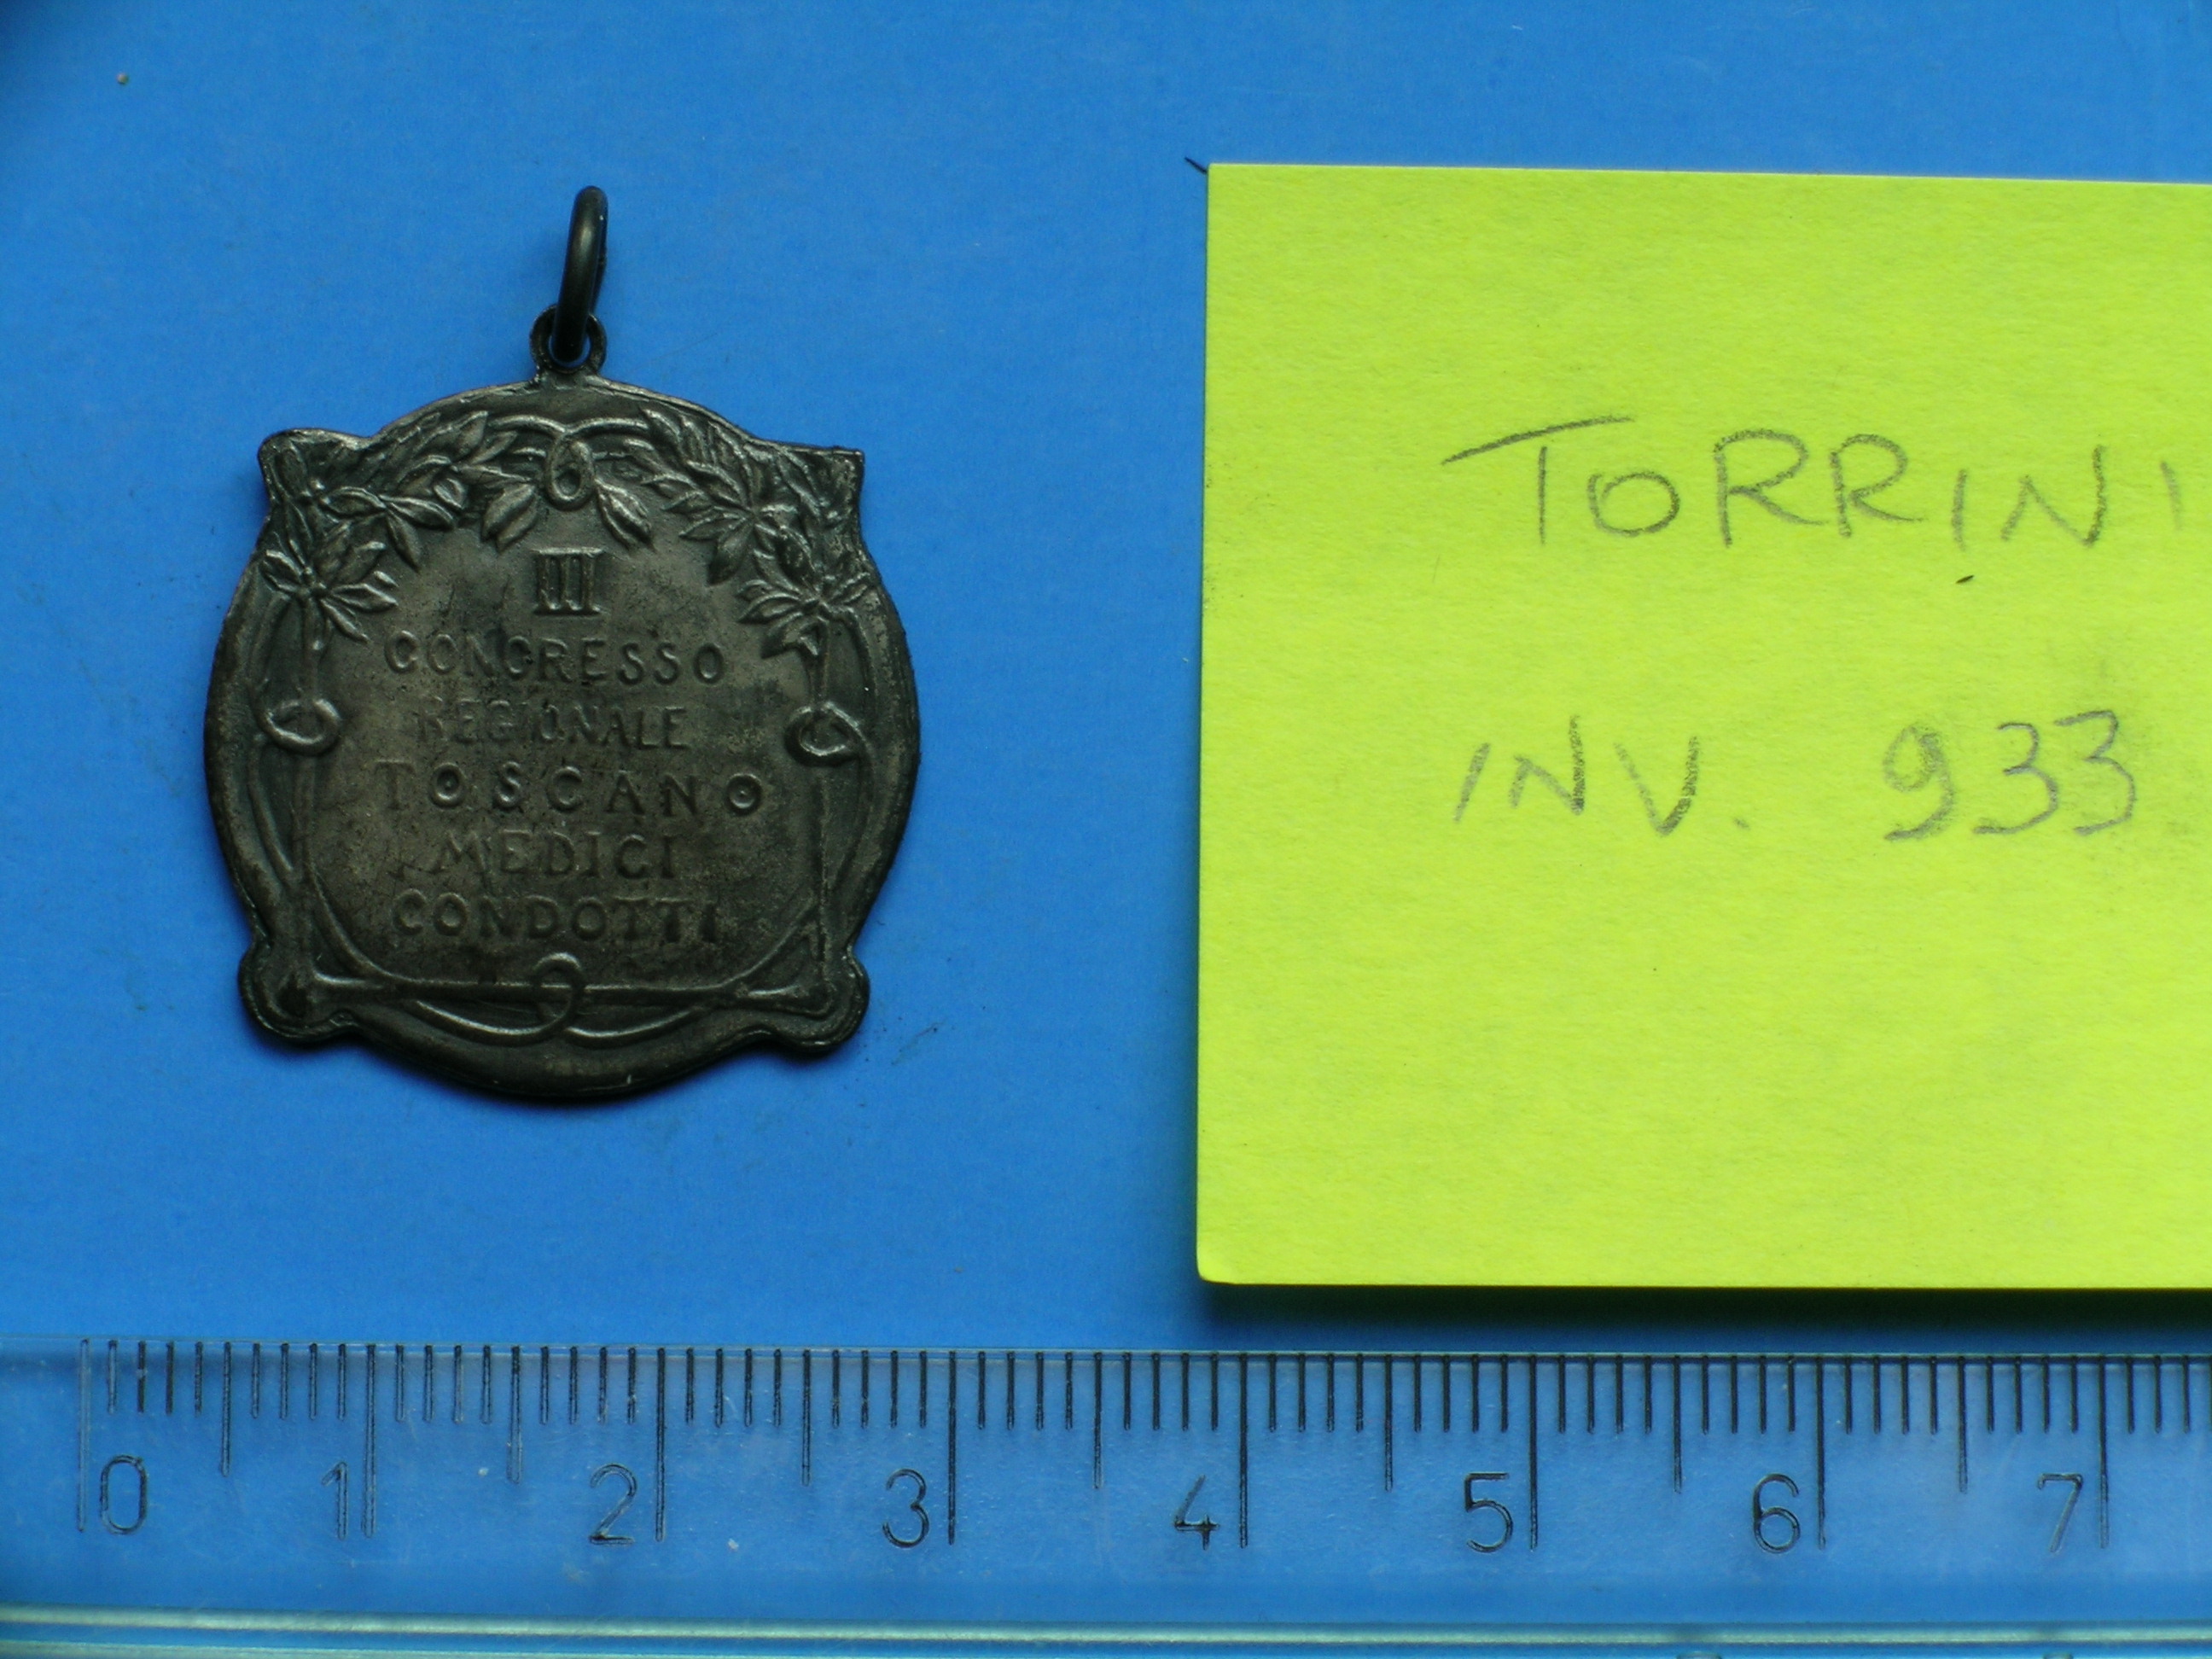 III
CONGRESSO
REGIONALE
TOSCANO
MEDICI
CONDOTTI
TORRINI
INV. 933
0 1 2 3 4 5 6 7